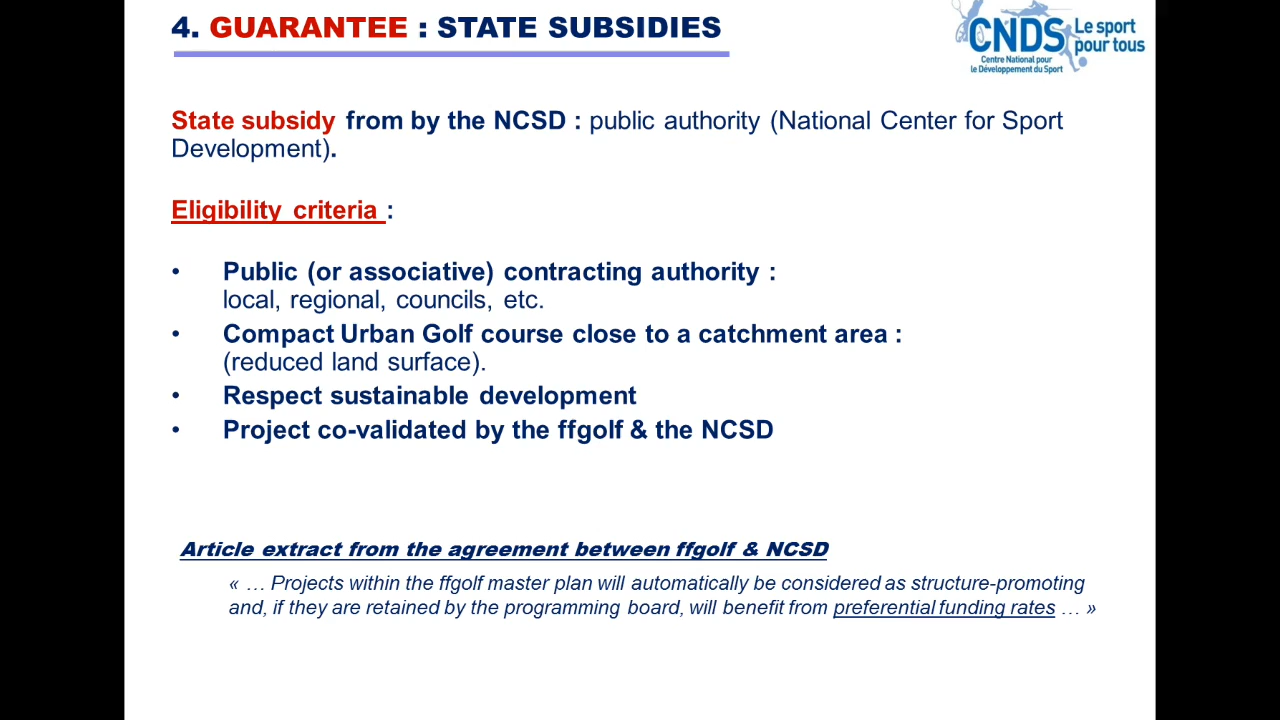 4. GUARANTEE : STATE SUBSIDIES
CNDS
Le sport
pour tous
Centre National pour
le Développement du Sport
State subsidy from by the NCSD : public authority (National Center for Sport
Development).
Eligibility criteria :
• Public (or associative) contracting authority :
local, regional, councils, etc.
• Compact Urban Golf course close to a catchment area :
(reduced land surface).
• Respect sustainable development
• Project co-validated by the ffgolf & the NCSD
Article extract from the agreement between ffgolf & NCSD
« … Projects within the ffgolf master plan will automatically be considered as structure-promoting
and, if they are retained by the programming board, will benefit from preferential funding rates … »